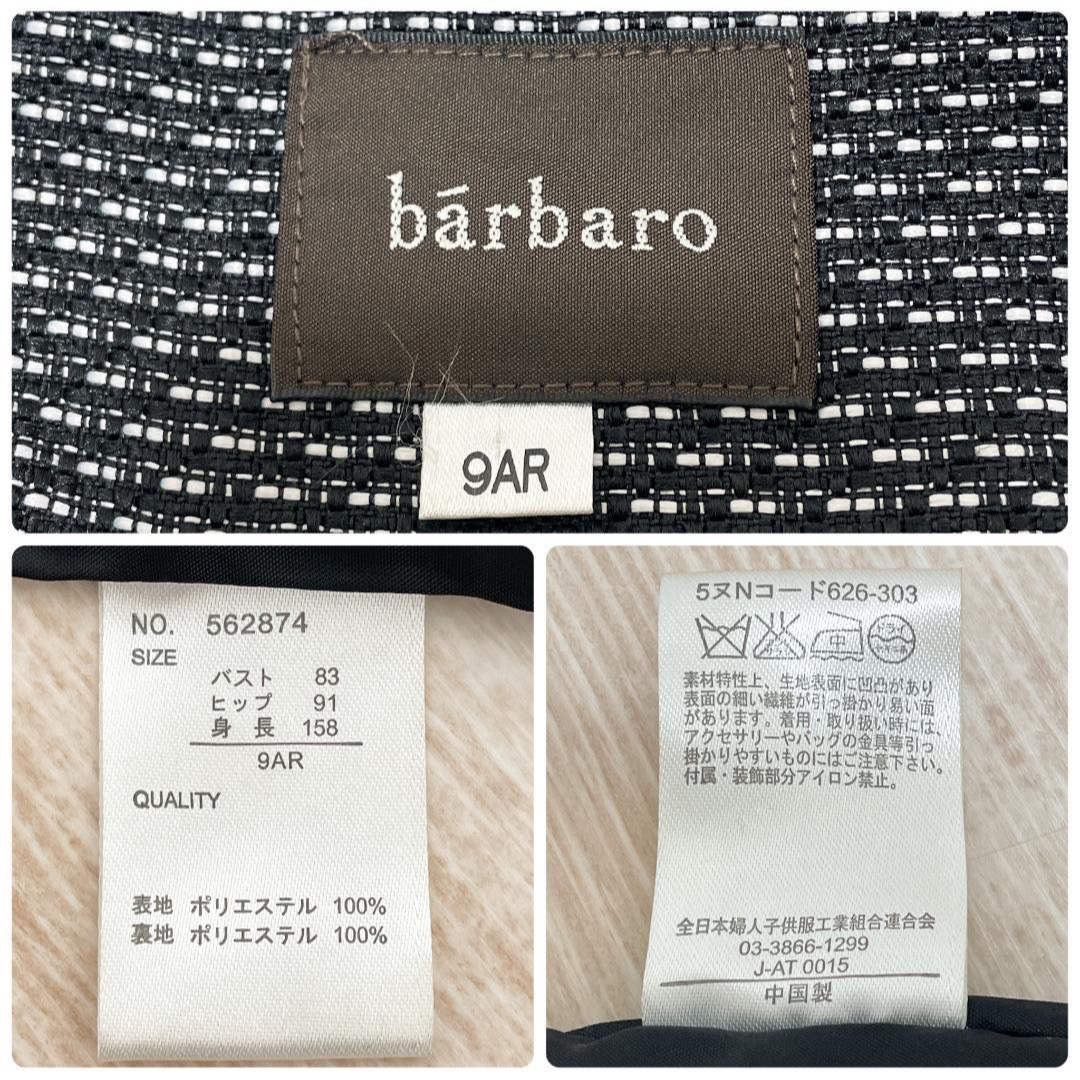 bārbaro
9AR
NO. 562874
SIZE
バスト 83
ヒップ 91
身長 158
9AR
QUALITY
表地 ポリエステル 100%
裏地 ポリエステル 100%
5ヌNコード626-303
中 ドライ
素材特性上、生地表面に凹凸があり
表面の細い繊維が引っ掛かり易い面
があります。着用・取り扱い時には、
アクセサリーやバッグの金具等引っ
掛かりやすいものにはご注意下さい。
付属・装飾部分アイロン禁止。
全日本婦人子供服工業組合連合会
03-3866-1299
J-AT 0015
中国製